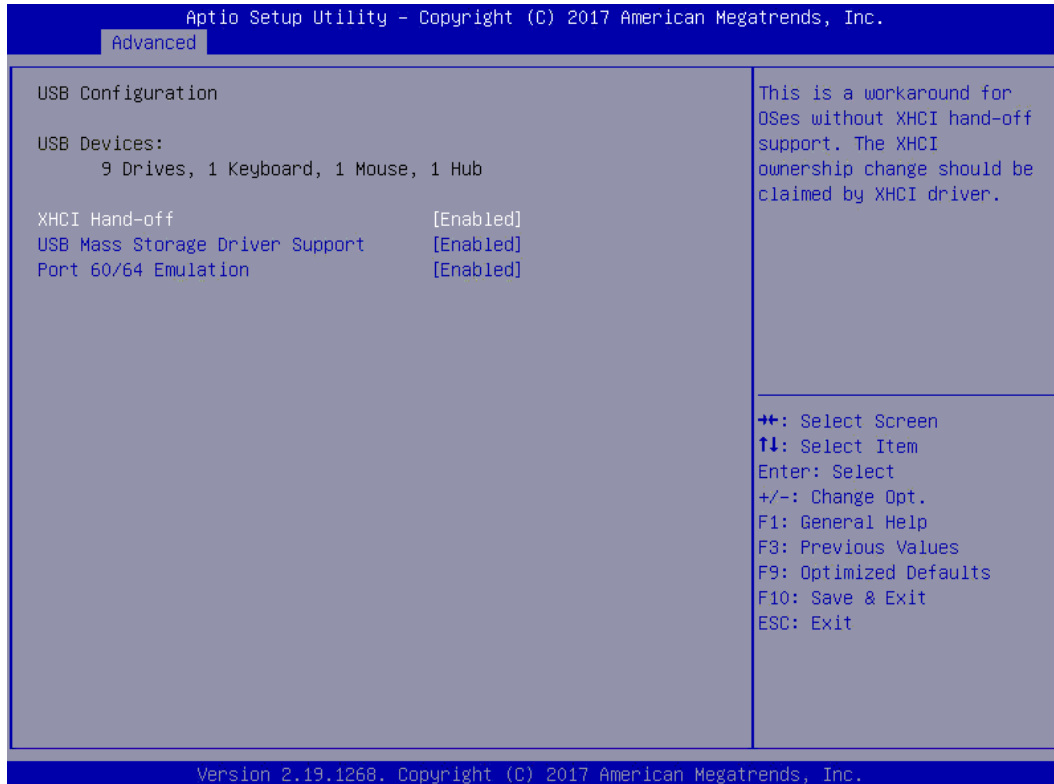 Aptio Setup Utility – Copyright (C) 2017 American Megatrends, Inc.
Advanced
USB Configuration
USB Devices:
9 Drives, 1 Keyboard, 1 Mouse, 1 Hub
XHCI Hand-off [Enabled]
USB Mass Storage Driver Support [Enabled]
Port 60/64 Emulation [Enabled]
This is a workaround for
OSes without XHCI hand-off
support. The XHCI
ownership change should be
claimed by XHCI driver.
→←: Select Screen
↑↓: Select Item
Enter: Select
+/-: Change Opt.
F1: General Help
F3: Previous Values
F9: Optimized Defaults
F10: Save & Exit
ESC: Exit
Version 2.19.1268. Copyright (C) 2017 American Megatrends, Inc.